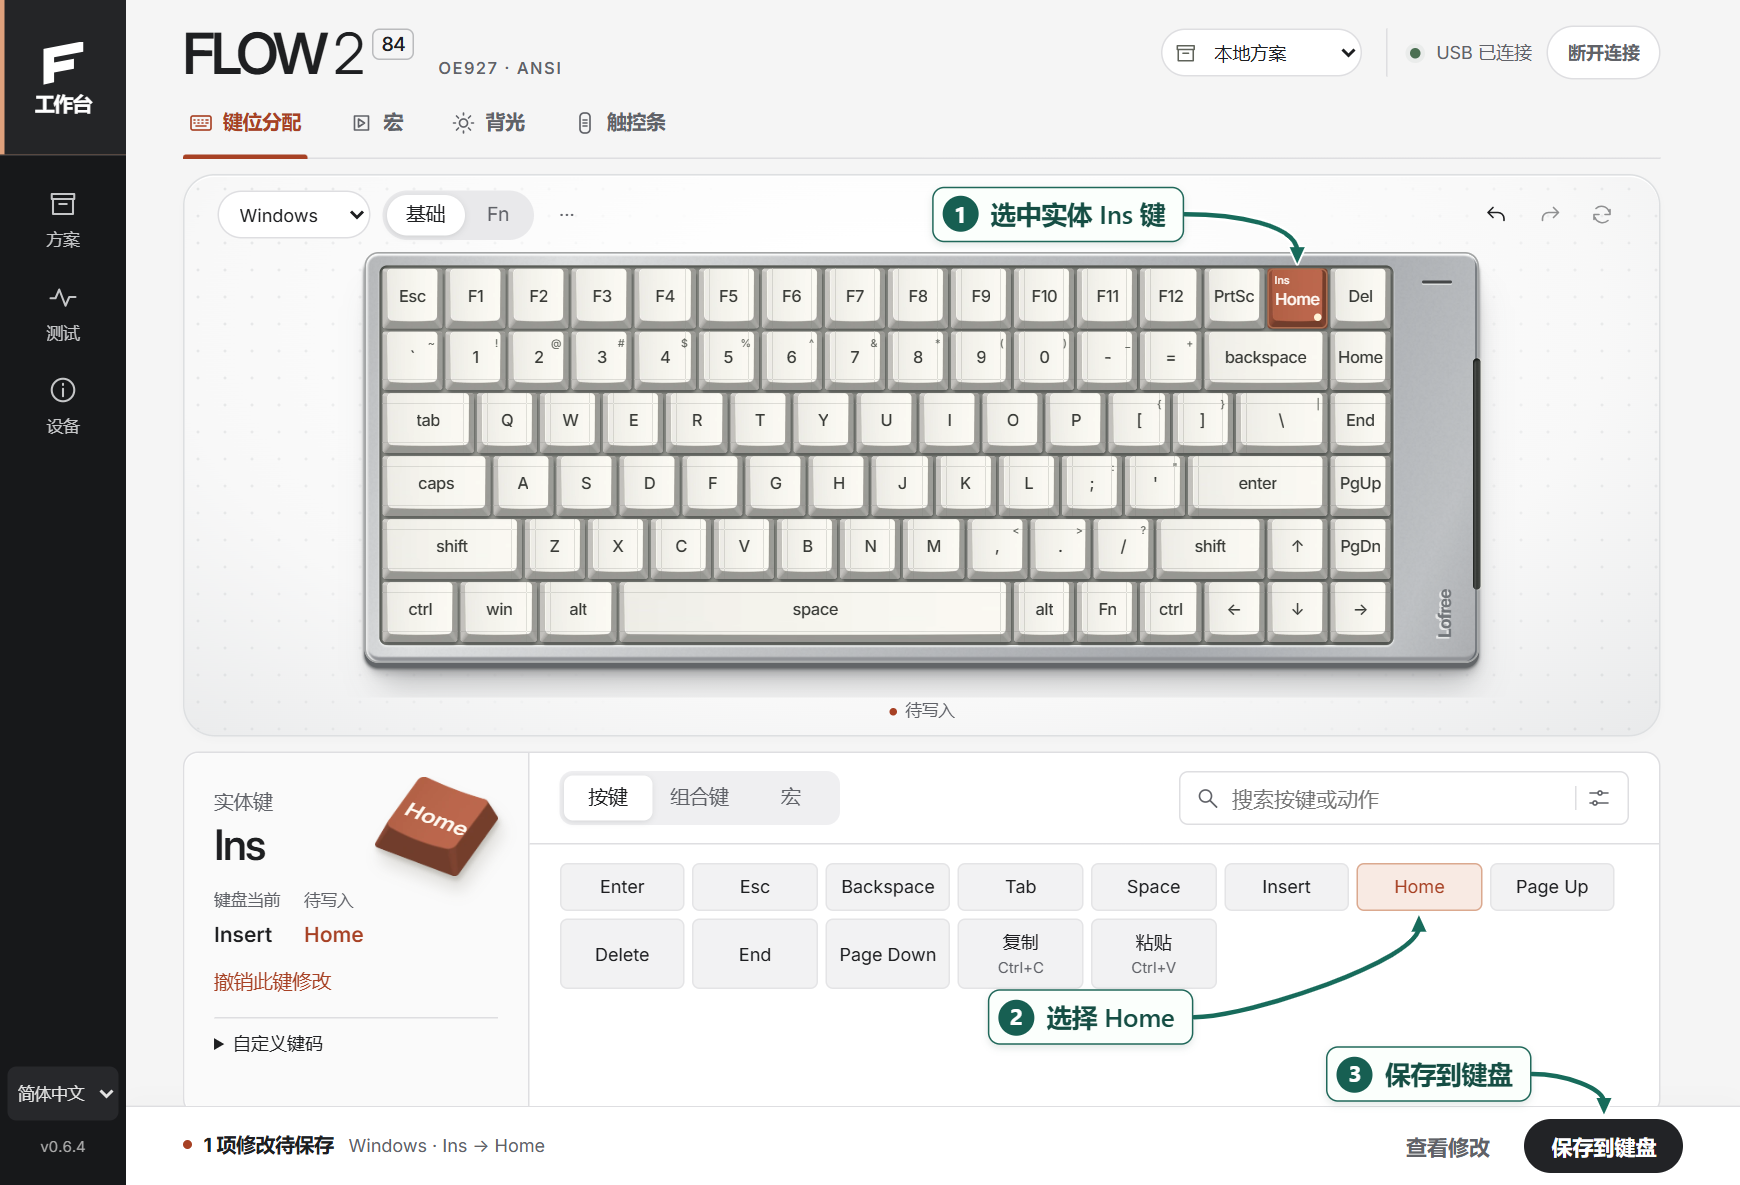 工作台
方案
测试
设备
简体中文
v0.6.4
FLOW 2 84
OE927 · ANSI
本地方案
USB 已连接
断开连接
键位分配
宏
背光
触控条
Windows
基础
Fn
···
1 选中实体 Ins 键
Esc F1 F2 F3 F4 F5 F6 F7 F8 F9 F10 F11 F12 PrtSc Ins Home Del
` ~ 1 ! 2 @ 3 # 4 $ 5 % 6 ^ 7 & 8 * 9 ( 0 ) - _ = + backspace Home
tab Q W E R T Y U I O P [ { ] } \ | End
caps A S D F G H J K L ; : ' " enter PgUp
shift Z X C V B N M , < . > / ? shift ↑ PgDn
ctrl win alt space alt Fn ctrl ← ↓ →
Lofree
待写入
实体键
Ins
Home
键盘当前 待写入
Insert Home
撤销此键修改
自定义键码
按键
组合键
宏
搜索按键或动作
Enter Esc Backspace Tab Space Insert Home Page Up
Delete End Page Down 复制 粘贴
Ctrl+C Ctrl+V
2 选择 Home
3 保存到键盘
1 项修改待保存
Windows · Ins → Home
查看修改
保存到键盘